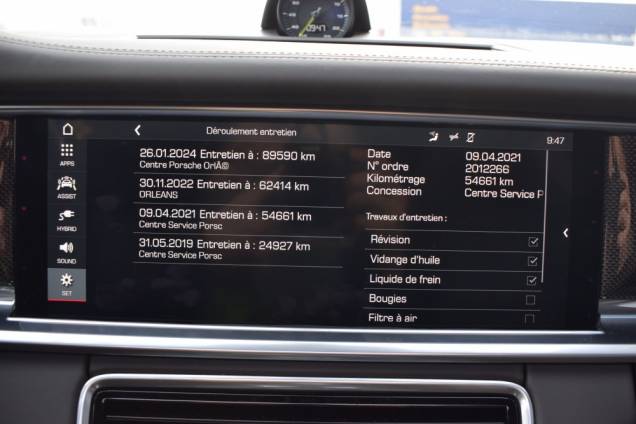 0947
Déroulement entretien
9:47
APPS
ASSIST
HYBRID
SOUND
SET
26.01.2024 Entretien à : 89590 km
Centre Porsche OrlÃ©
30.11.2022 Entretien à : 62414 km
ORLEANS
09.04.2021 Entretien à : 54661 km
Centre Service Porsc
31.05.2019 Entretien à : 24927 km
Centre Service Porsc
Date 09.04.2021
N° ordre 2012266
Kilométrage 54661 km
Concession Centre Service P
Travaux d'entretien :
Révision
Vidange d'huile
Liquide de frein
Bougies
Filtre à air